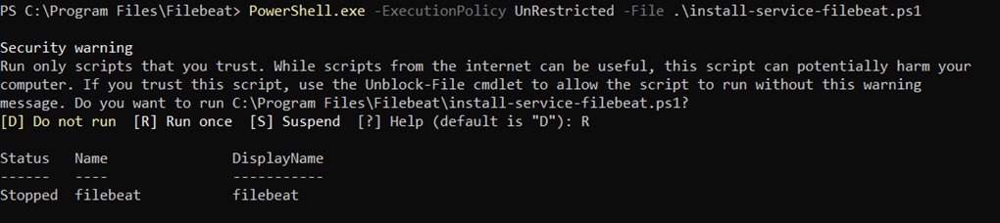 PS C:\Program Files\Filebeat> PowerShell.exe -ExecutionPolicy UnRestricted -File .\install-service-filebeat.ps1
Security warning
Run only scripts that you trust. While scripts from the internet can be useful, this script can potentially harm your
computer. If you trust this script, use the Unblock-File cmdlet to allow the script to run without this warning
message. Do you want to run C:\Program Files\Filebeat\install-service-filebeat.ps1?
[D] Do not run  [R] Run once  [S] Suspend  [?] Help (default is "D"): R
Status   Name               DisplayName
------   ----               -----------
Stopped  filebeat           filebeat